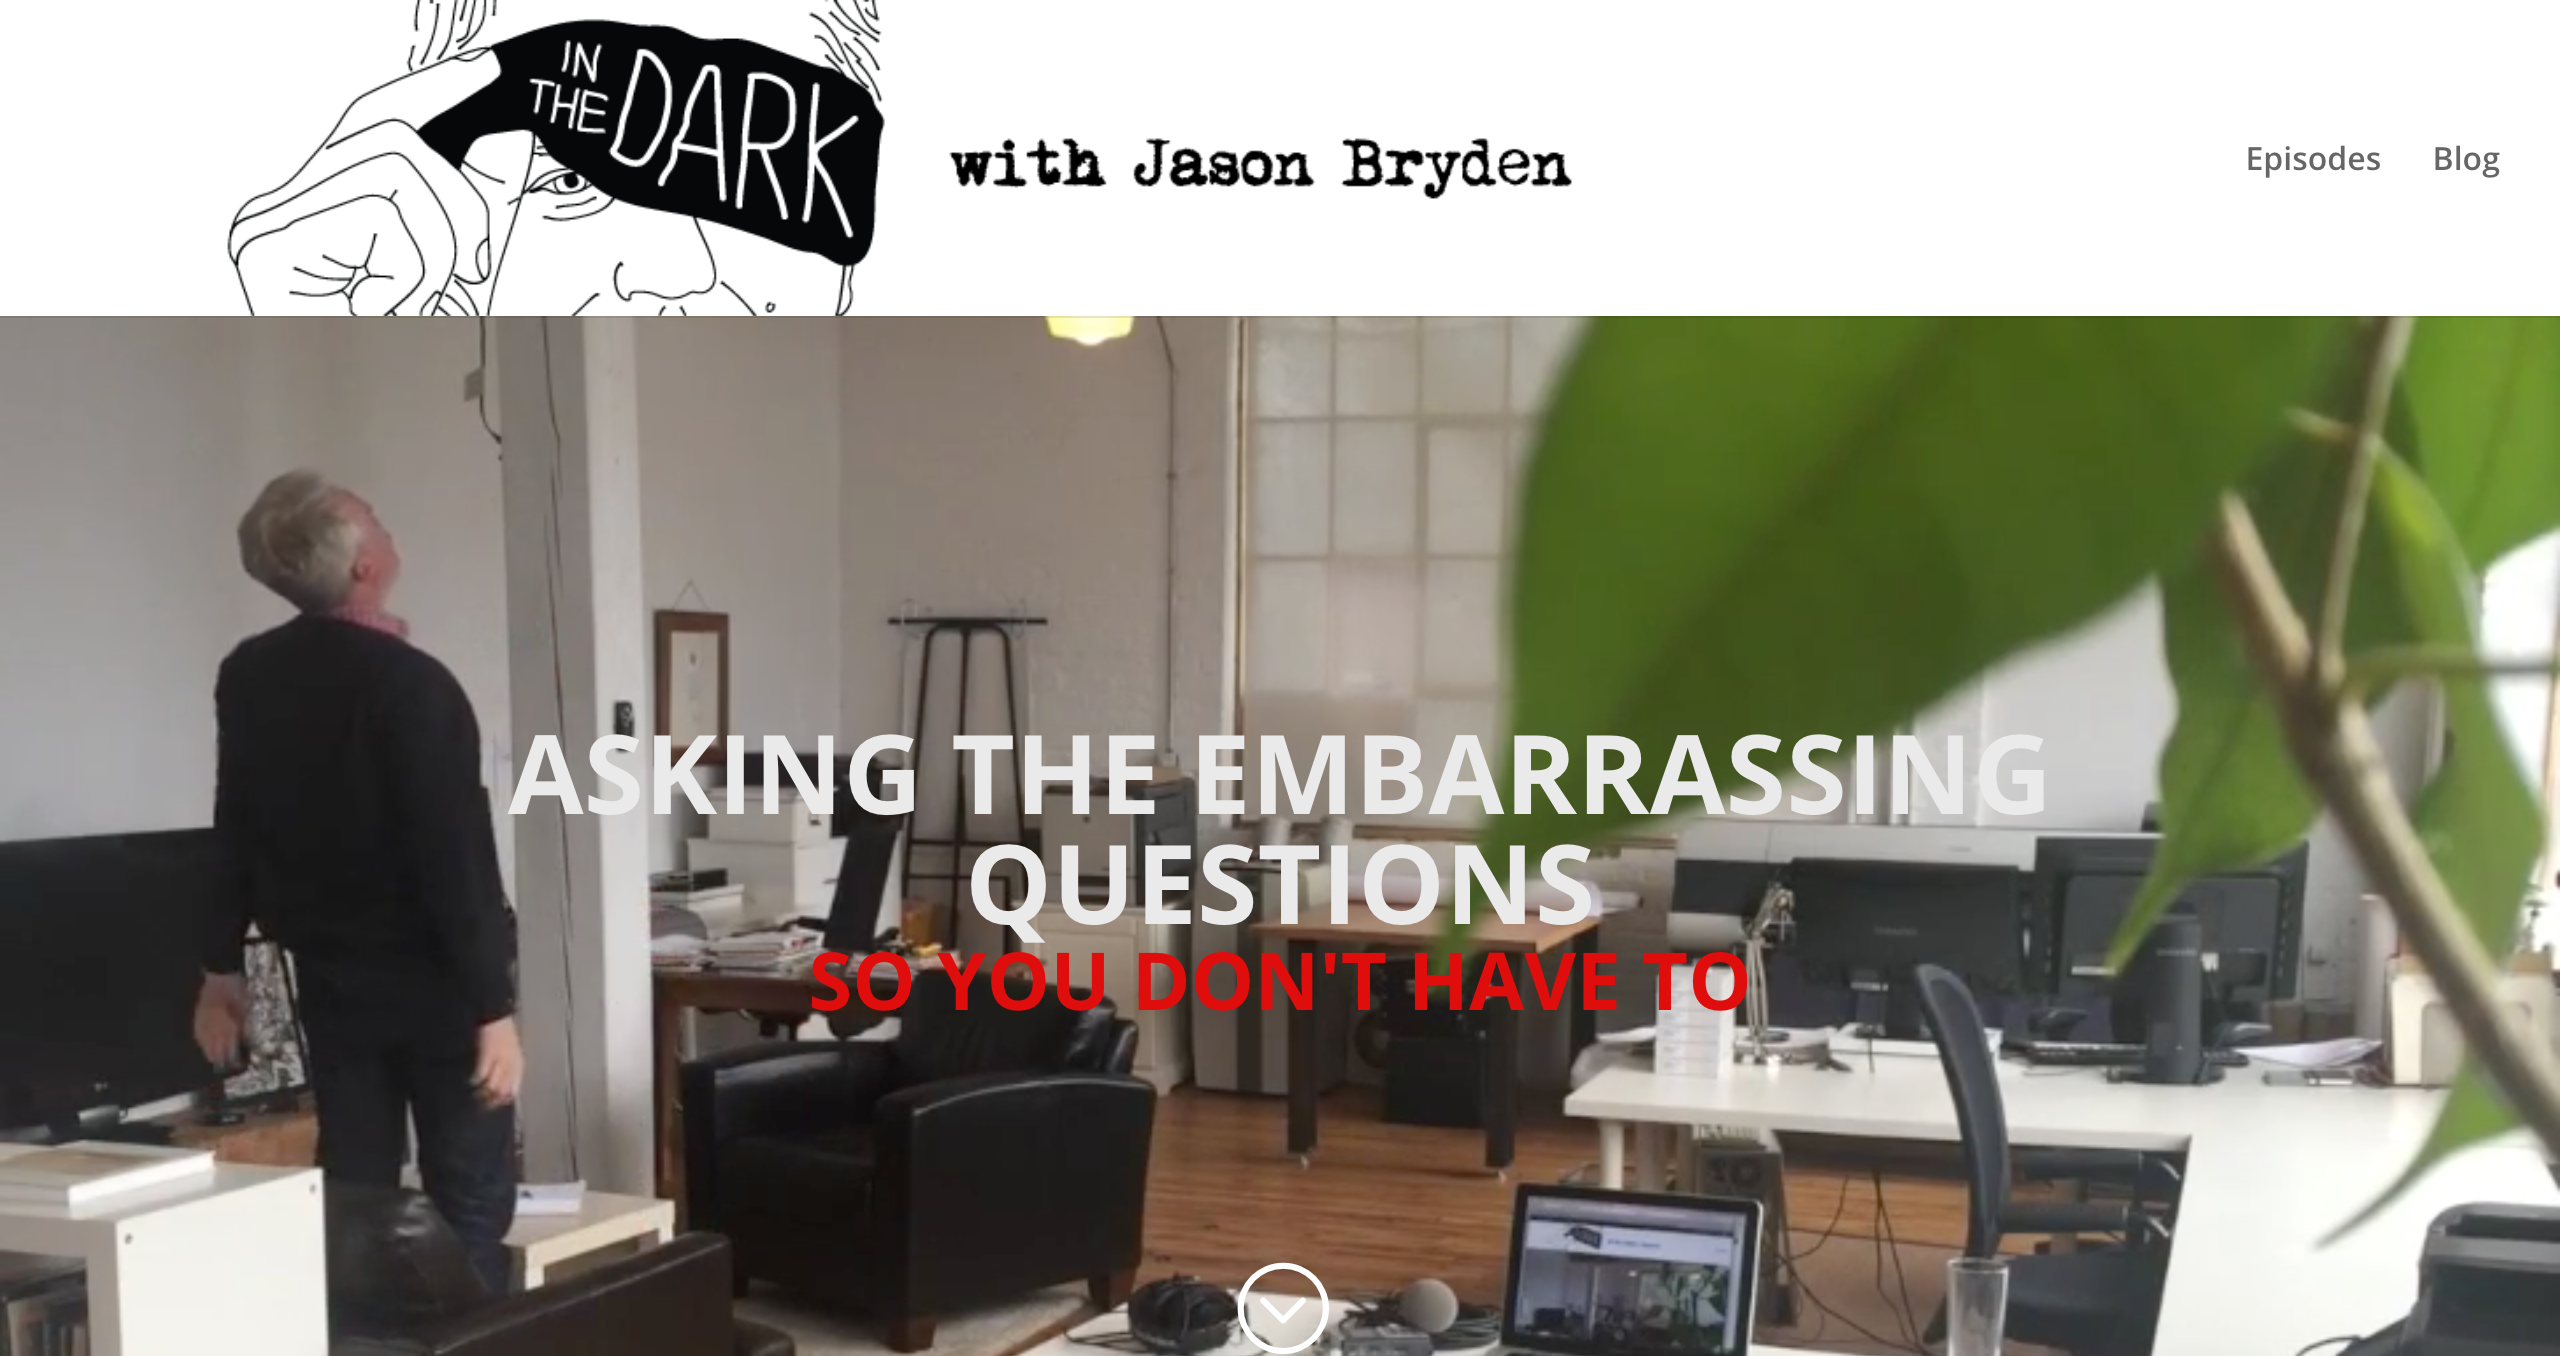 IN
THE DARK
with Jason Bryden
Episodes Blog
ASKING THE EMBARRASSING
QUESTIONS
SO YOU DON'T HAVE TO